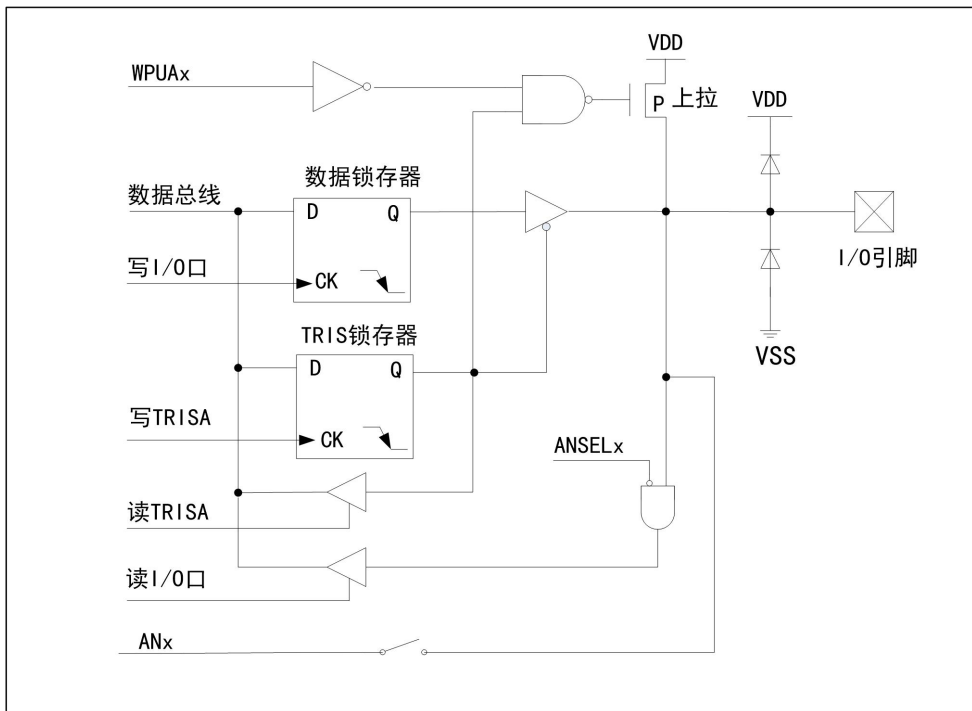 VDD
WPUAx
P 上拉
VDD
数据锁存器
数据总线
D Q
写I/O口
CK
I/O引脚
TRIS锁存器
VSS
D Q
写TRISA
CK
ANSELx
读TRISA
读I/O口
ANx